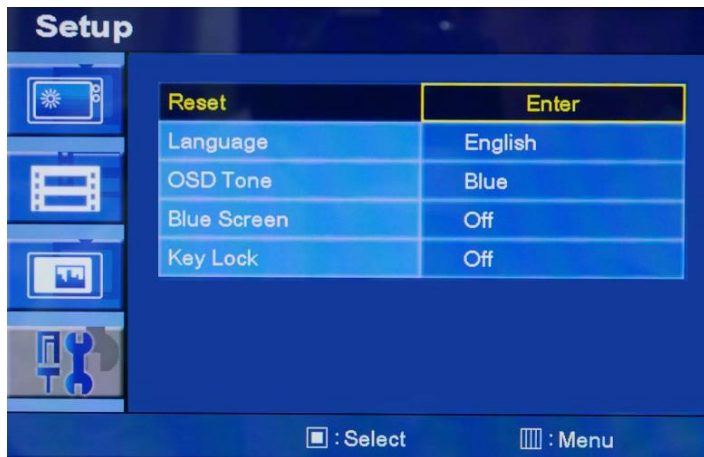 Setup
Reset Enter
Language English
OSD Tone Blue
Blue Screen Off
Key Lock Off
: Select : Menu